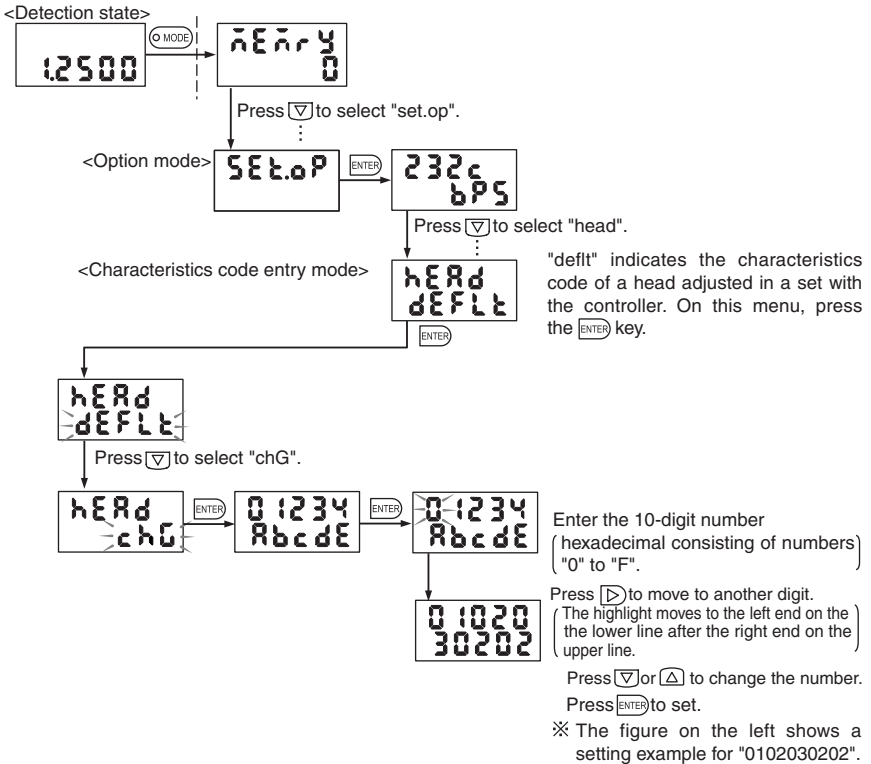 <Detection state>
1.2500
MODE
ñEñrY
0
Press ▽ to select "set.op".
<Option mode>
SEt.oP
ENTER
232c
bPS
Press ▽ to select "head".
<Characteristics code entry mode>
hEAd
dEFLt
"deflt" indicates the characteristics
code of a head adjusted in a set with
the controller. On this menu, press
the ENTER key.
ENTER
hEAd
dEFLt
Press ▽ to select "chG".
hEAd
chG
ENTER
01234
AbcdE
ENTER
01234
AbcdE
Enter the 10-digit number
(hexadecimal consisting of numbers
"0" to "F".)
Press ▷ to move to another digit.
(The highlight moves to the left end on the
the lower line after the right end on the
upper line.)
01020
30202
Press ▽ or △ to change the number.
Press ENTER to set.
※ The figure on the left shows a
setting example for "0102030202".